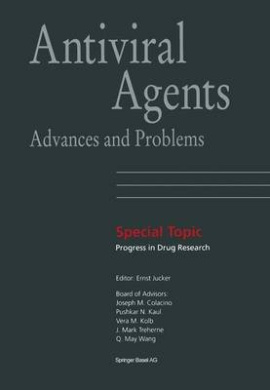 Antiviral
Agents
Advances and Problems
Special Topic
Progress in Drug Research
Editor: Ernst Jucker
Board of Advisors:
Joseph M. Colacino
Pushkar N. Kaul
Vera M. Kolb
J. Mark Treherne
Q. May Wang
Springer Basel AG